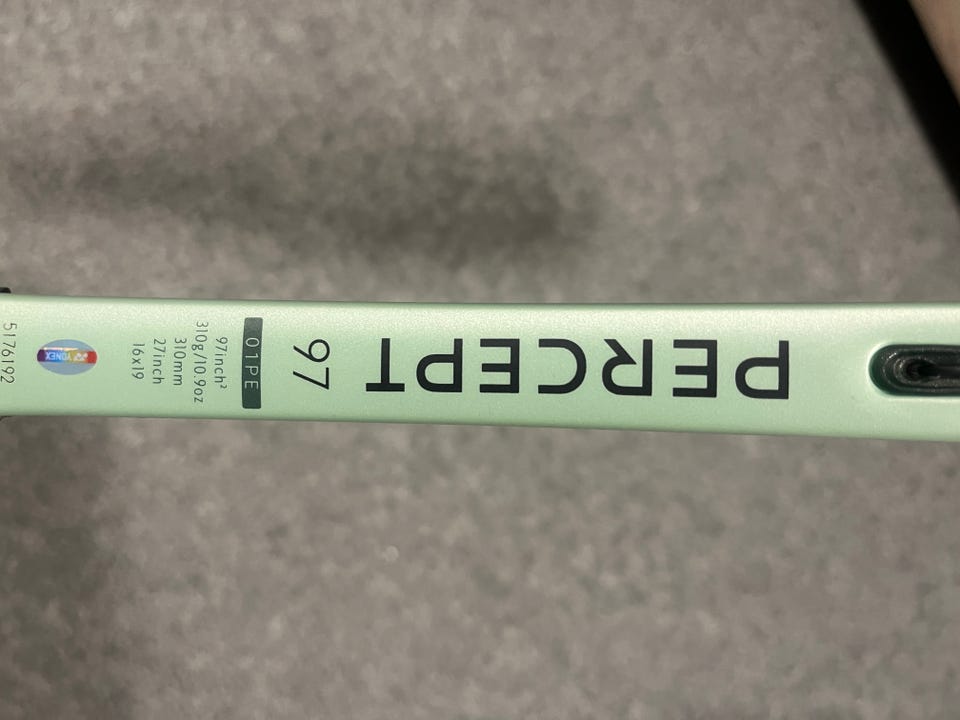 PERCEPT
97
01PE
97inch²
310g/10.9oz
310mm
27inch
16x19
YONEX
5176192